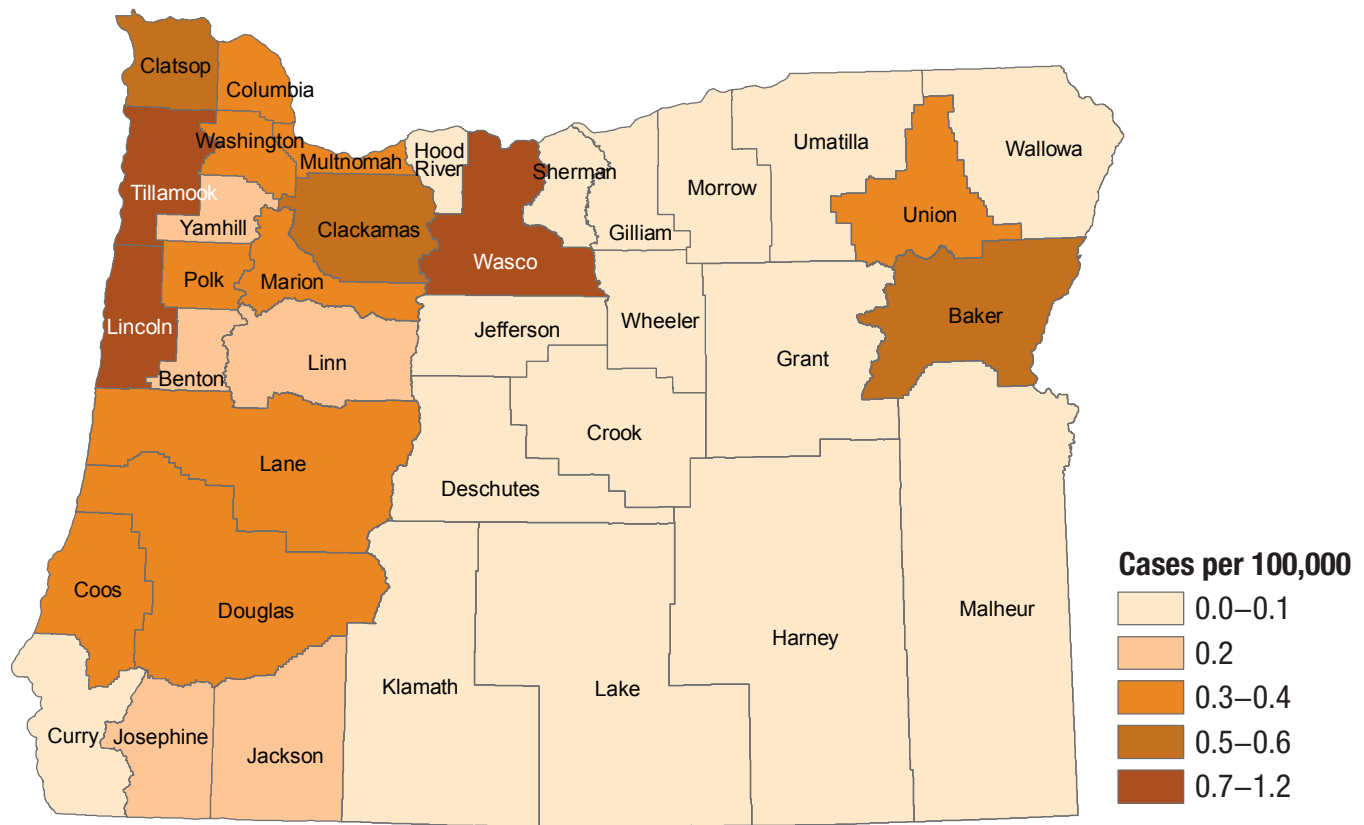 Clatsop
Columbia
Washington
Multnomah
Hood
River
Sherman
Umatilla
Wallowa
Morrow
Tillamook
Yamhill
Clackamas
Gilliam
Union
Wasco
Polk
Marion
Lincoln
Jefferson
Wheeler
Baker
Grant
Benton
Linn
Crook
Lane
Deschutes
Coos
Douglas
Malheur
Harney
Klamath
Lake
Curry
Josephine
Jackson
Cases per 100,000
0.0–0.1
0.2
0.3–0.4
0.5–0.6
0.7–1.2